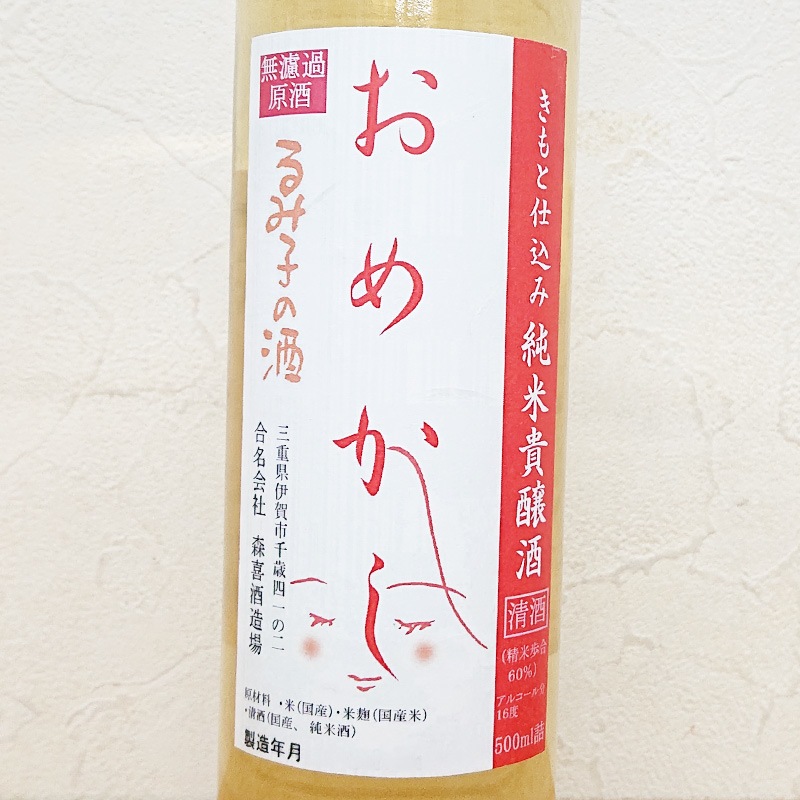 きもと仕込み 純米貴醸酒
清酒
(精米歩合
60%)
アルコール分
16度
500ml詰
おめかし
無濾過
原酒
るみ子の酒
三重県伊賀市千歳四一の二
合名会社 森喜酒造場
原材料 ・米(国産)・米麹(国産米)
・清酒(国産、純米酒)
製造年月